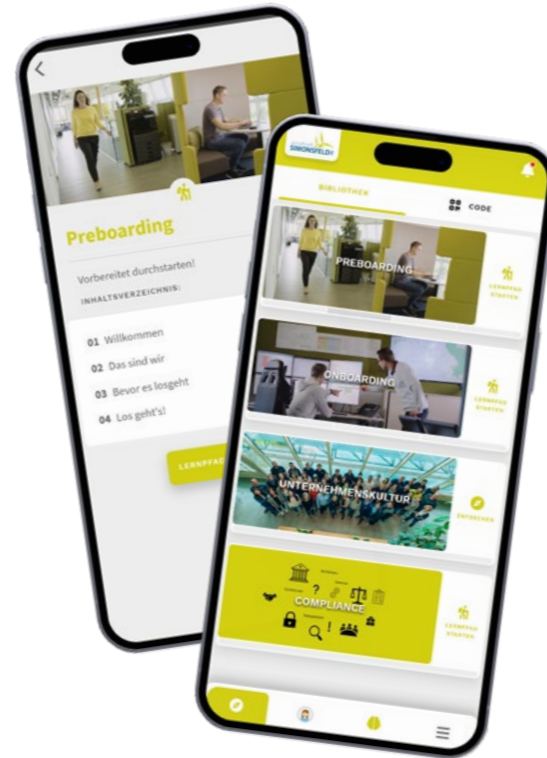 Preboarding
Vorbereitet durchstarten!
INHALTSVERZEICHNIS:
01 Willkommen
02 Das sind wir
03 Bevor es losgeht
04 Los geht's!
LERNPFAD
SIMONSFELD
BIBLIOTHEK
CODE
PREBOARDING
LERNPFAD
STARTEN
ONBOARDING
LERNPFAD
STARTEN
UNTERNEHMENSKULTUR
ENTDECKEN
COMPLIANCE
LERNPFAD
STARTEN